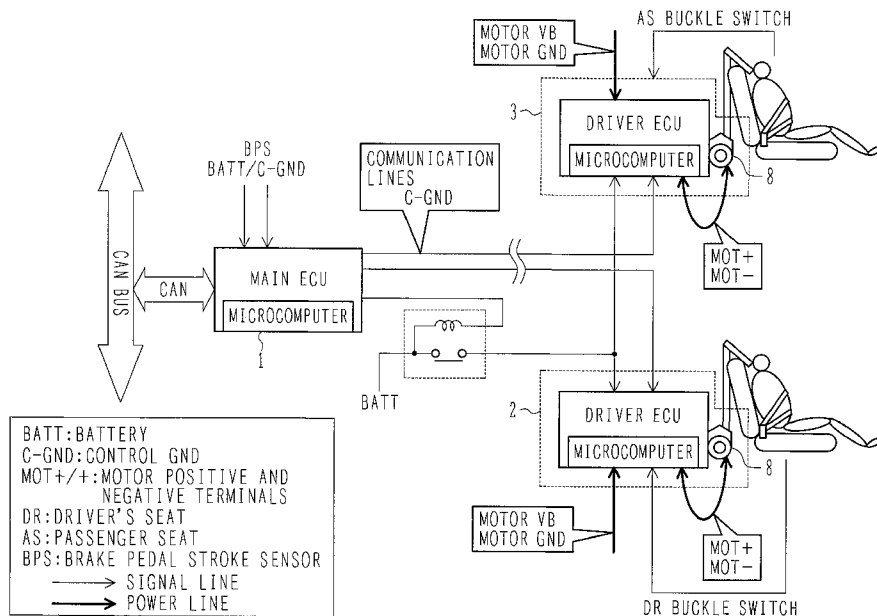 AS BUCKLE SWITCH
MOTOR VB
MOTOR GND
3
DRIVER ECU
MICROCOMPUTER
8
BPS
BATT/C-GND
COMMUNICATION
LINES
C-GND
MOT+
MOT-
CAN BUS
CAN
MAIN ECU
MICROCOMPUTER
1
BATT
2
DRIVER ECU
MICROCOMPUTER
8
MOTOR VB
MOTOR GND
MOT+
MOT-
DR BUCKLE SWITCH
BATT:BATTERY
C-GND:CONTROL GND
MOT+/+:MOTOR POSITIVE AND
NEGATIVE TERMINALS
DR:DRIVER'S SEAT
AS:PASSENGER SEAT
BPS:BRAKE PEDAL STROKE SENSOR
SIGNAL LINE
POWER LINE